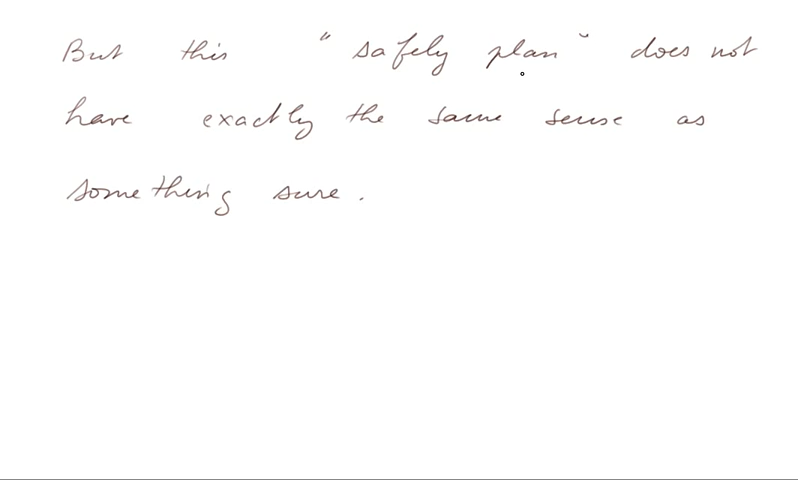 But this "safely plan" does not
have exactly the same sense as
something sure.